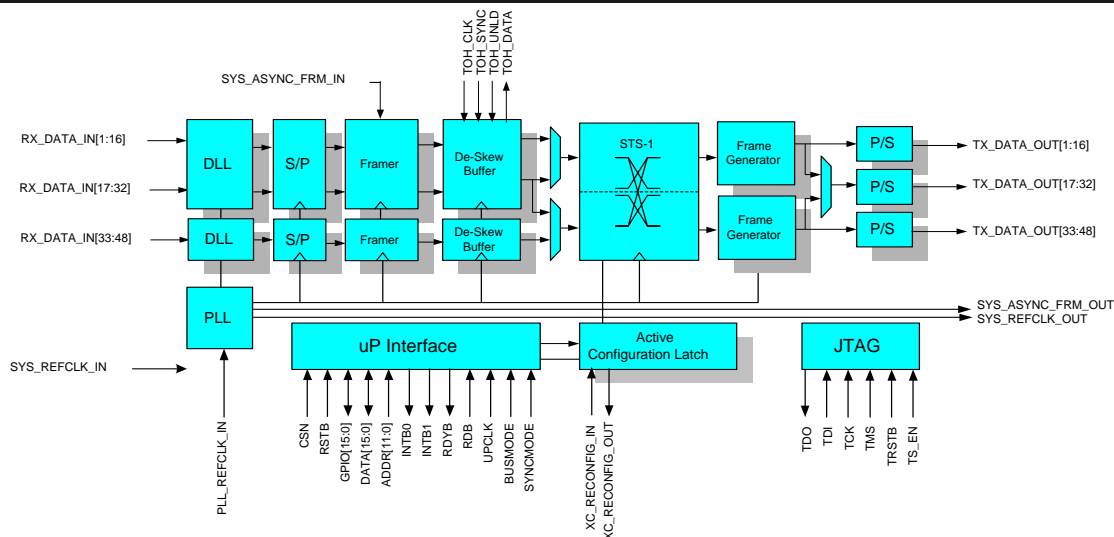 TOH_CLK
TOH_SYNC
TOH_UNLD
TOH_DATA
SYS_ASYNC_FRM_IN
RX_DATA_IN[1:16]
RX_DATA_IN[17:32]
RX_DATA_IN[33:48]
DLL
S/P
Framer
De-Skew
Buffer
STS-1
Frame
Generator
P/S
TX_DATA_OUT[1:16]
P/S
TX_DATA_OUT[17:32]
DLL
S/P
Framer
De-Skew
Buffer
Frame
Generator
P/S
TX_DATA_OUT[33:48]
PLL
SYS_ASYNC_FRM_OUT
SYS_REFCLK_OUT
SYS_REFCLK_IN
uP Interface
Active
Configuration Latch
JTAG
PLL_REFCLK_IN
CSN
RSTB
GPIO[15:0]
DATA[15:0]
ADDR[11:0]
INTB0
INTB1
RDYB
RDB
UPCLK
BUSMODE
SYNCMODE
XC_RECONFIG_IN
XC_RECONFIG_OUT
TDO
TDI
TCK
TMS
TRSTB
TS_EN